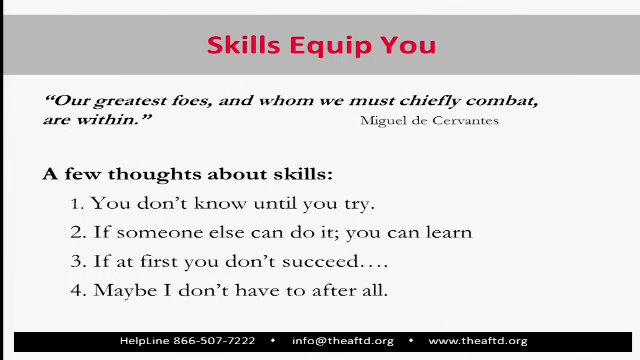 Skills Equip You
“Our greatest foes, and whom we must chiefly combat,
are within.” Miguel de Cervantes
A few thoughts about skills:
1. You don’t know until you try.
2. If someone else can do it; you can learn
3. If at first you don’t succeed….
4. Maybe I don’t have to after all.
HelpLine 866-507-7222 • info@theaftd.org • www.theaftd.org